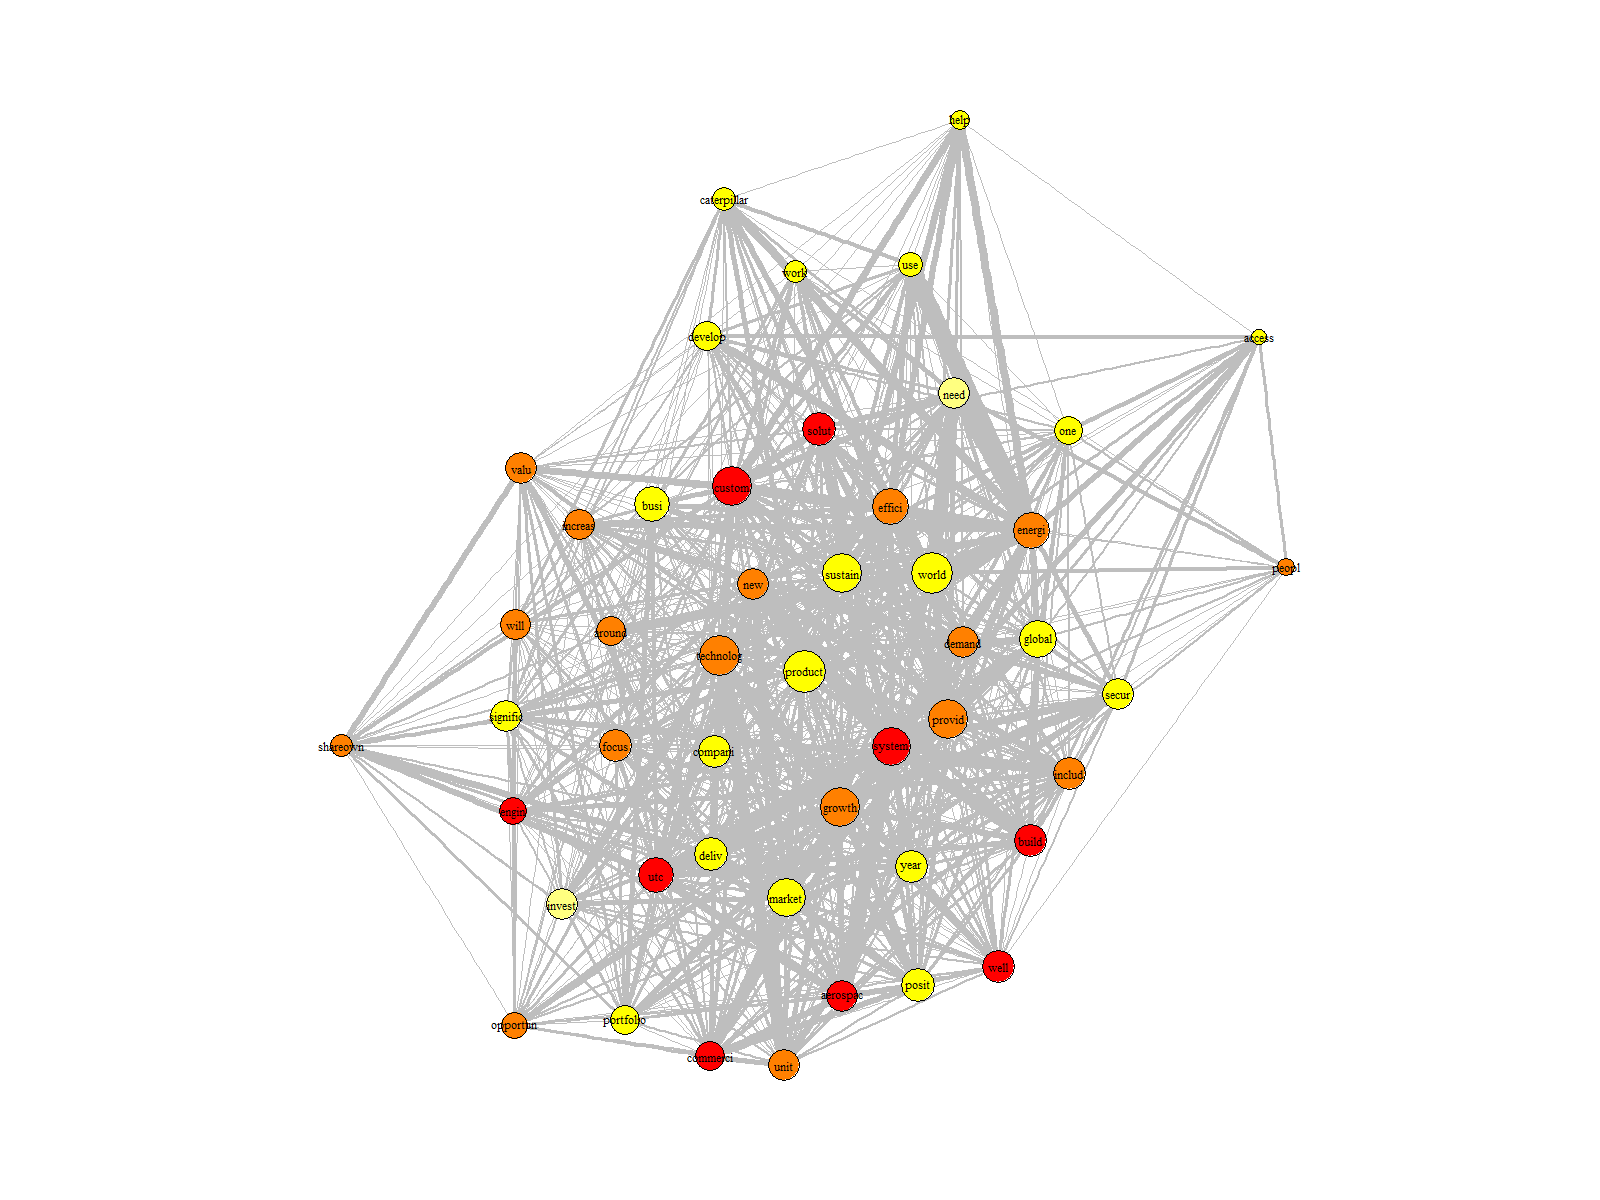 help
caterpillar
work
use
develop
access
need
solut
one
valu
custom
busi
effici
increas
energi
sustain
world
peopl
new
will
around
demand
global
technolog
product
secur
signific
provid
shareown
focus
compani
system
includ
engin
growth
build
deliv
utc
year
market
invest
well
posit
aerospac
portfolio
opportun
commerci
unit